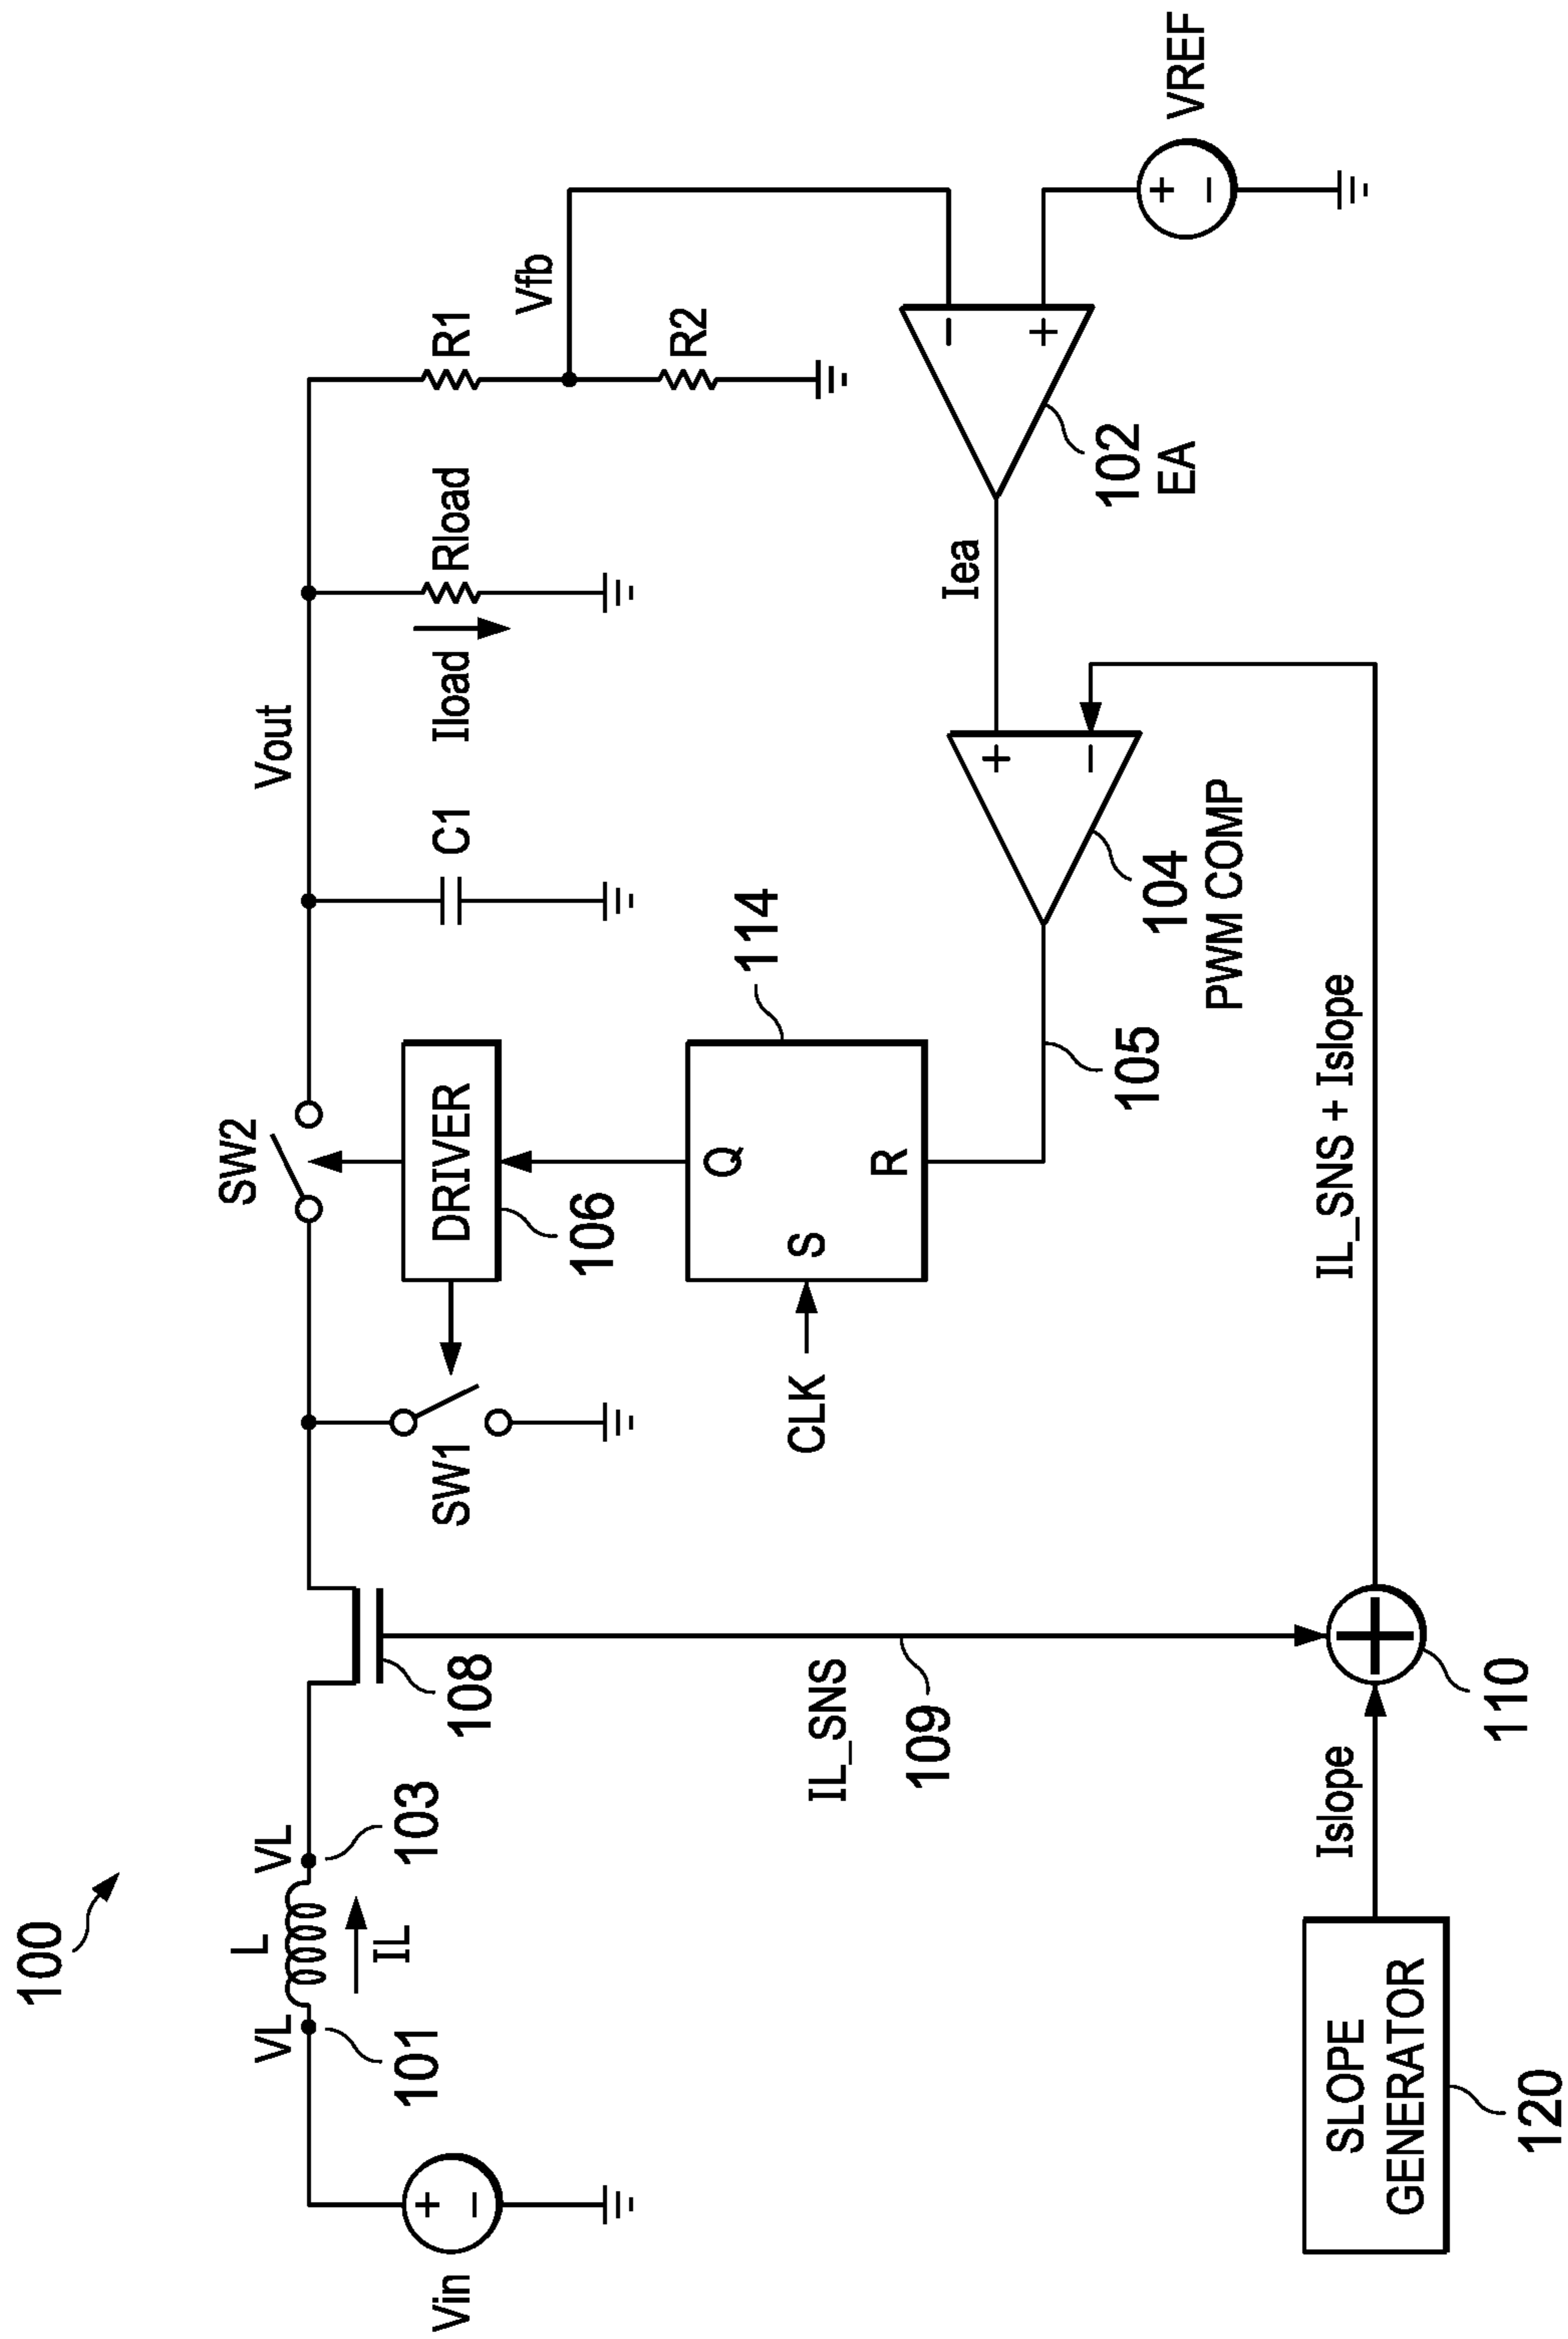 100
Vin
+
−
VL
101
L
IL
VL
103
108
SW1
SW2
Vout
C1
Iload
Rload
R1
Vfb
R2
DRIVER
106
IL_SNS
109
CLK
S
Q
R
114
105
+
−
104
PWM COMP
Iea
−
+
102
EA
+
−
VREF
SLOPE
GENERATOR
120
Islope
+
110
IL_SNS + Islope